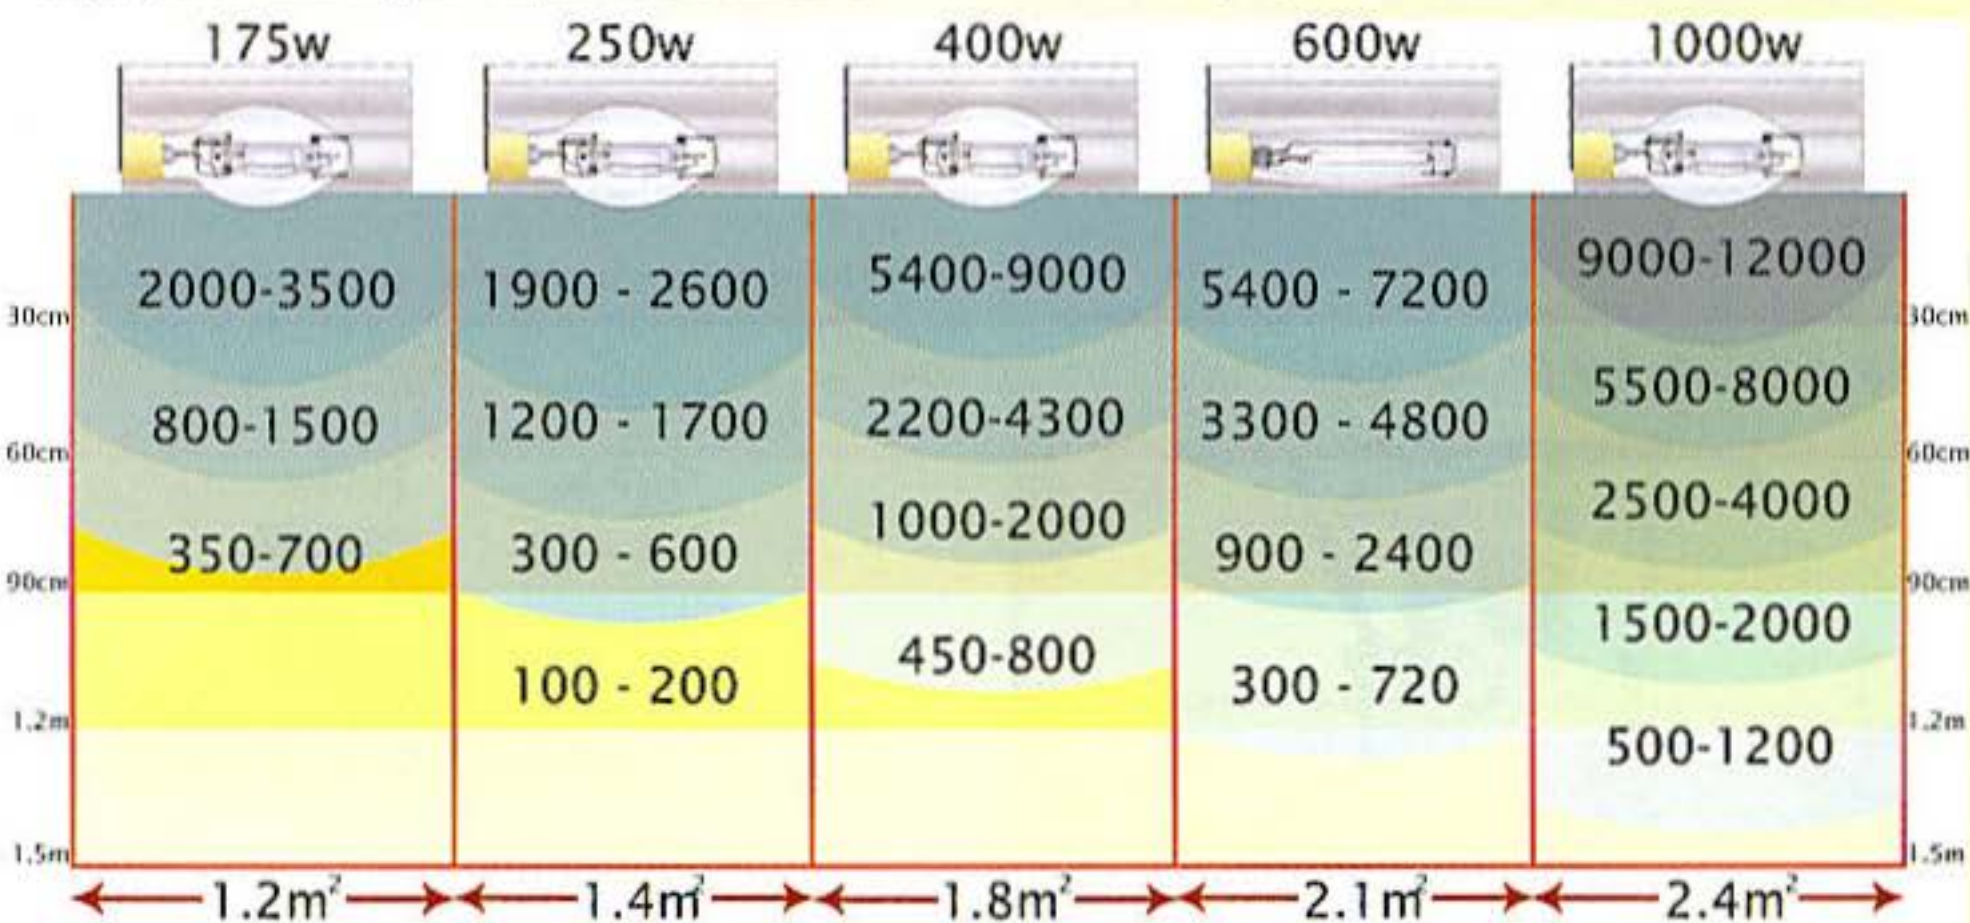 175w 250w 400w 600w 1000w
2000-3500 1900 - 2600 5400-9000 5400 - 7200 9000-12000
30cm 30cm
800-1500 1200 - 1700 2200-4300 3300 - 4800 5500-8000
60cm 60cm
350-700 300 - 600 1000-2000 900 - 2400 2500-4000
90cm 90cm
100 - 200 450-800 300 - 720 1500-2000
1.2m 1.2m
500-1200
1.5m 1.5m
1.2m² 1.4m² 1.8m² 2.1m² 2.4m²